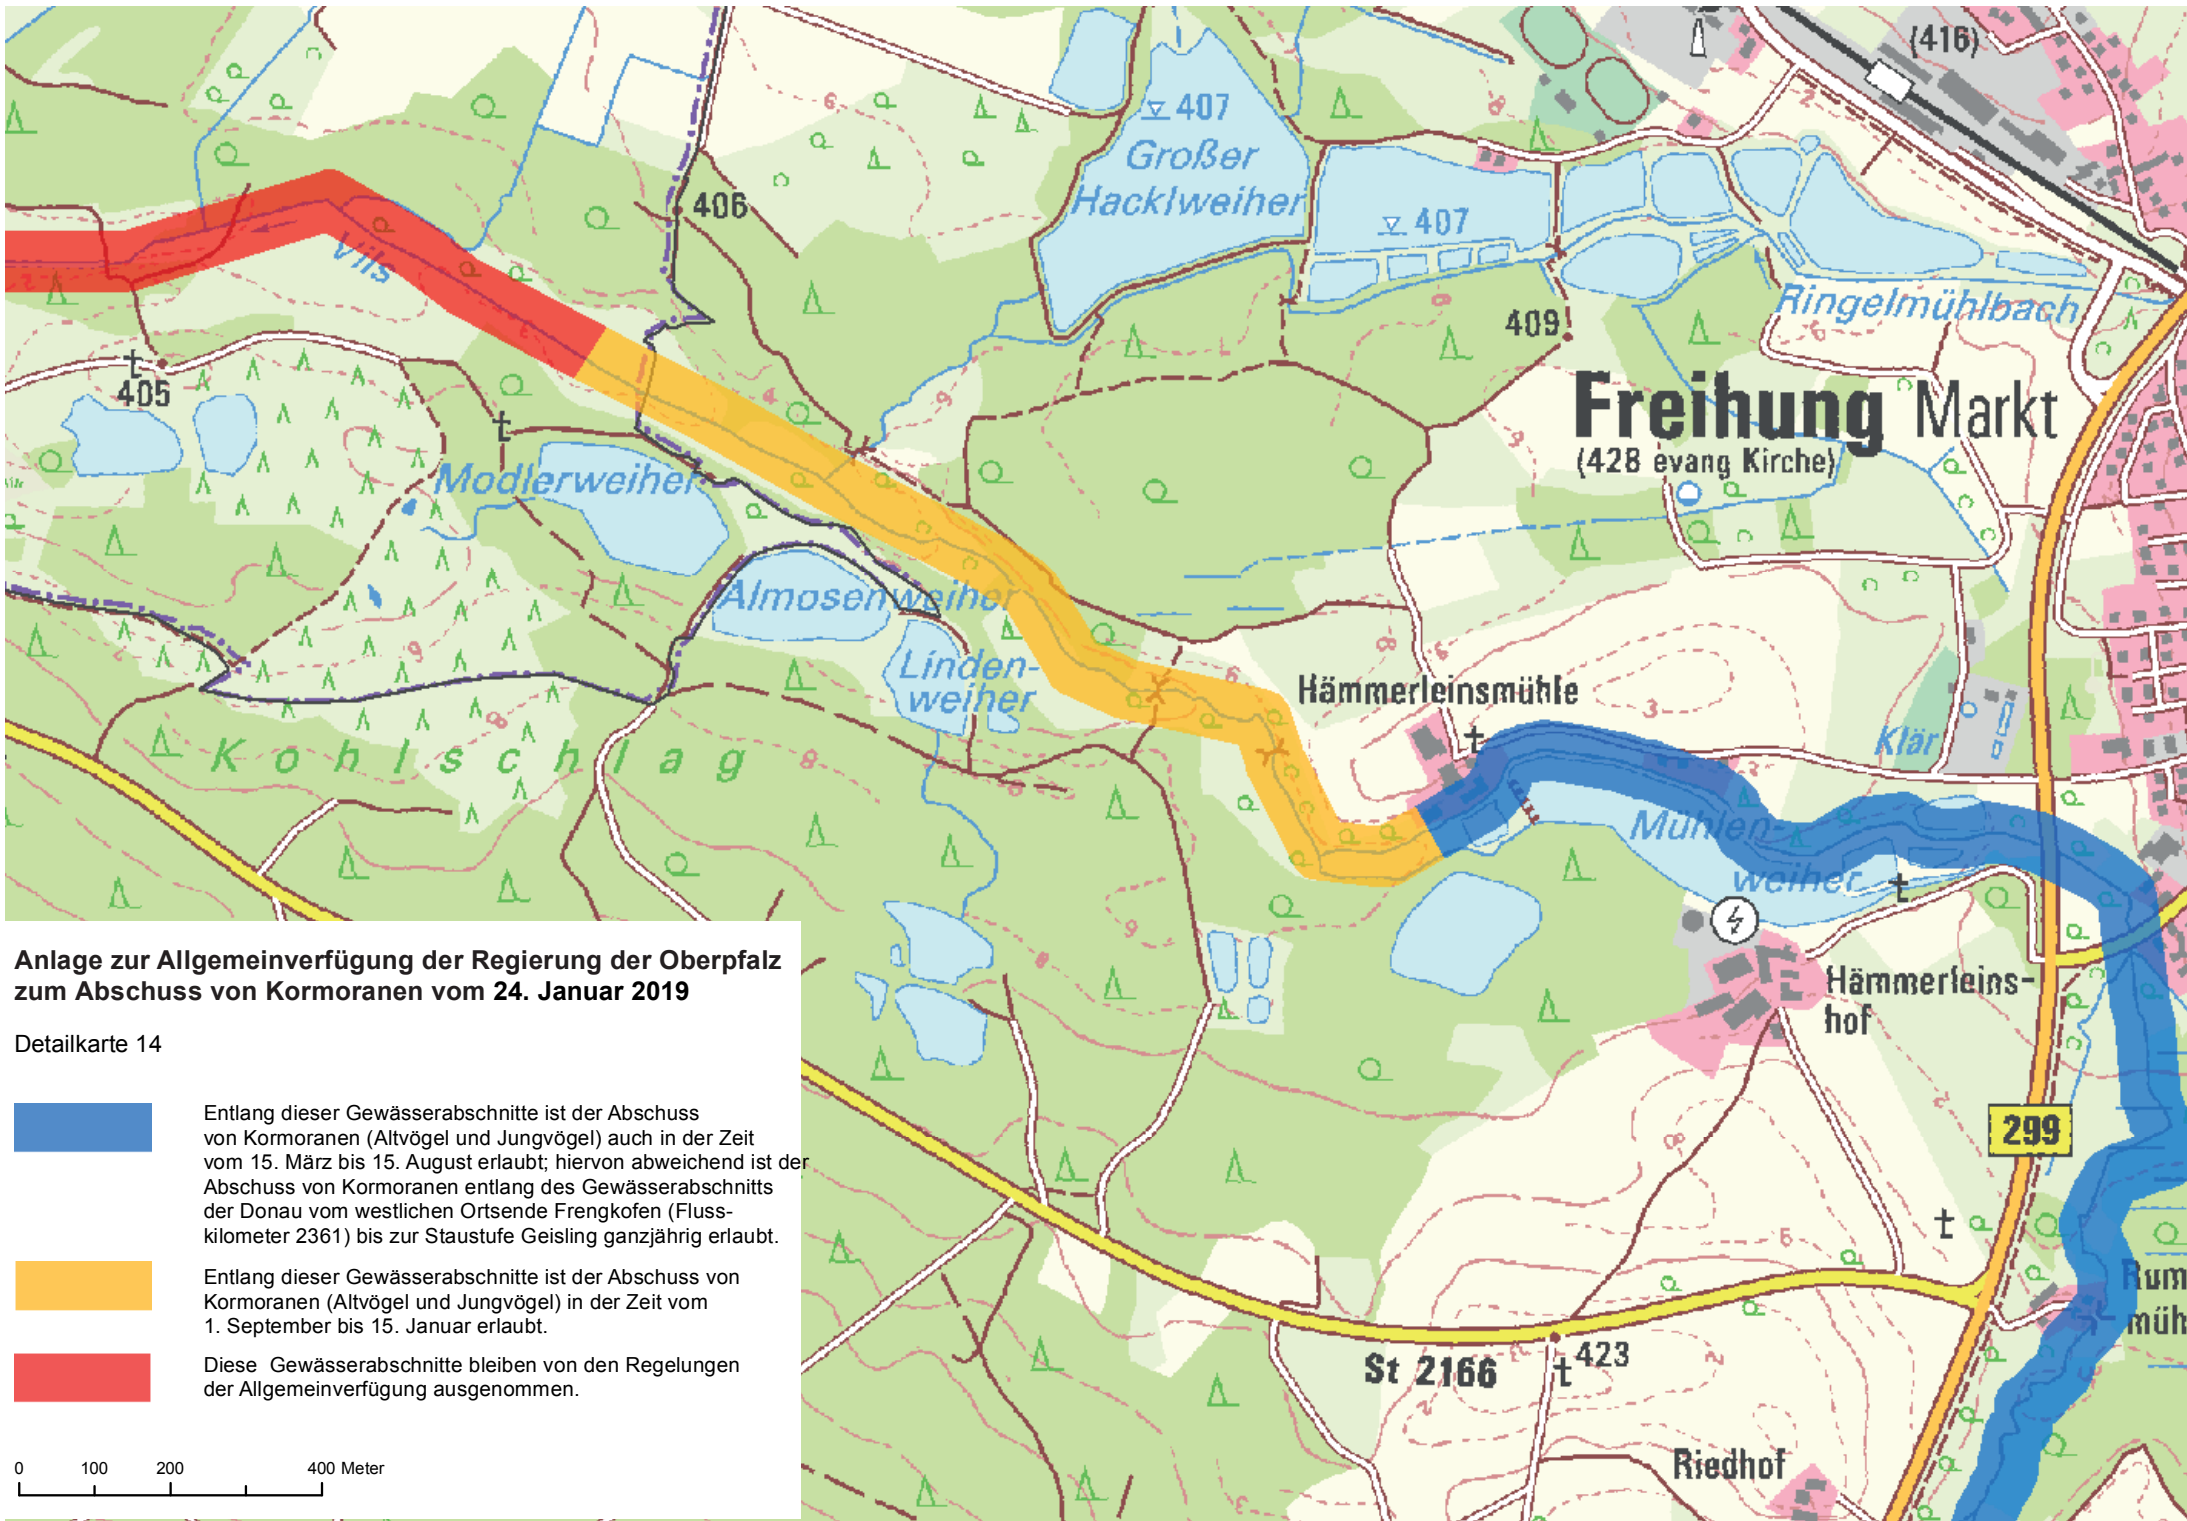 (416)
407
Großer
Hacklweiher
407
406
Vils
409
Ringelmühlbach
405
Freihung Markt
(428 evang Kirche)
Modlerweiher
Almosenweiher
Linden-
weiher
Hämmerleinsmühle
Klär
Kohlschlag
Mühlen-
weiher
Hämmerleins-
hof
299
St 2166
423
Riedhof
Anlage zur Allgemeinverfügung der Regierung der Oberpfalz
zum Abschuss von Kormoranen vom 24. Januar 2019
Detailkarte 14
Entlang dieser Gewässerabschnitte ist der Abschuss
von Kormoranen (Altvögel und Jungvögel) auch in der Zeit
vom 15. März bis 15. August erlaubt; hiervon abweichend ist der
Abschuss von Kormoranen entlang des Gewässerabschnitts
der Donau vom westlichen Ortsende Frengkofen (Fluss-
kilometer 2361) bis zur Staustufe Geisling ganzjährig erlaubt.
Entlang dieser Gewässerabschnitte ist der Abschuss von
Kormoranen (Altvögel und Jungvögel) in der Zeit vom
1. September bis 15. Januar erlaubt.
Diese Gewässerabschnitte bleiben von den Regelungen
der Allgemeinverfügung ausgenommen.
0 100 200 400 Meter
Rum
müh